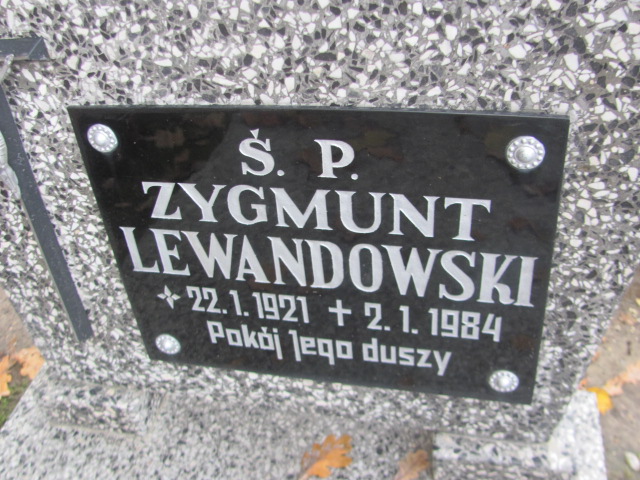 Ś. P.
ZYGMUNT
LEWANDOWSKI
22.1.1921 + 2.1.1984
Pokój Jego duszy